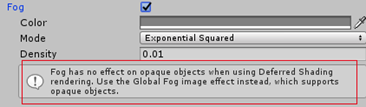 Fog
Color
Mode Exponential Squared
Density 0.01
Fog has no effect on opaque objects when using Deferred Shading
rendering. Use the Global Fog image effect instead, which supports
opaque objects.